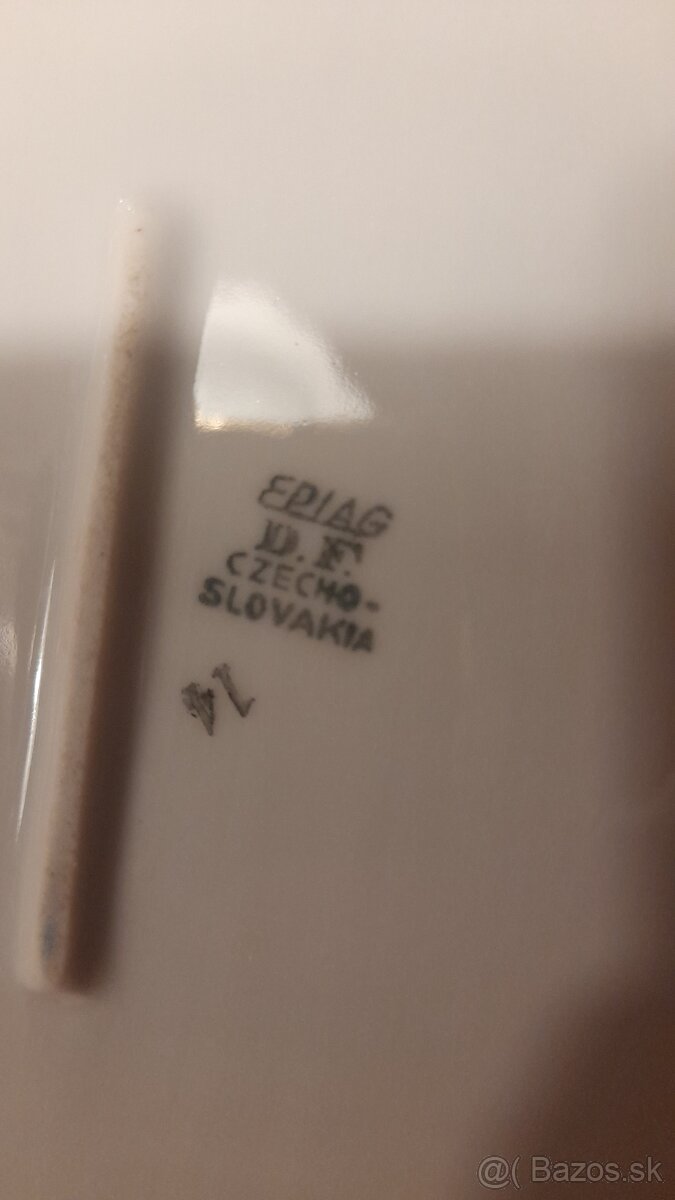 EPIAG
D. F.
CZECHO-
SLOVAKIA
@( Bazos.sk